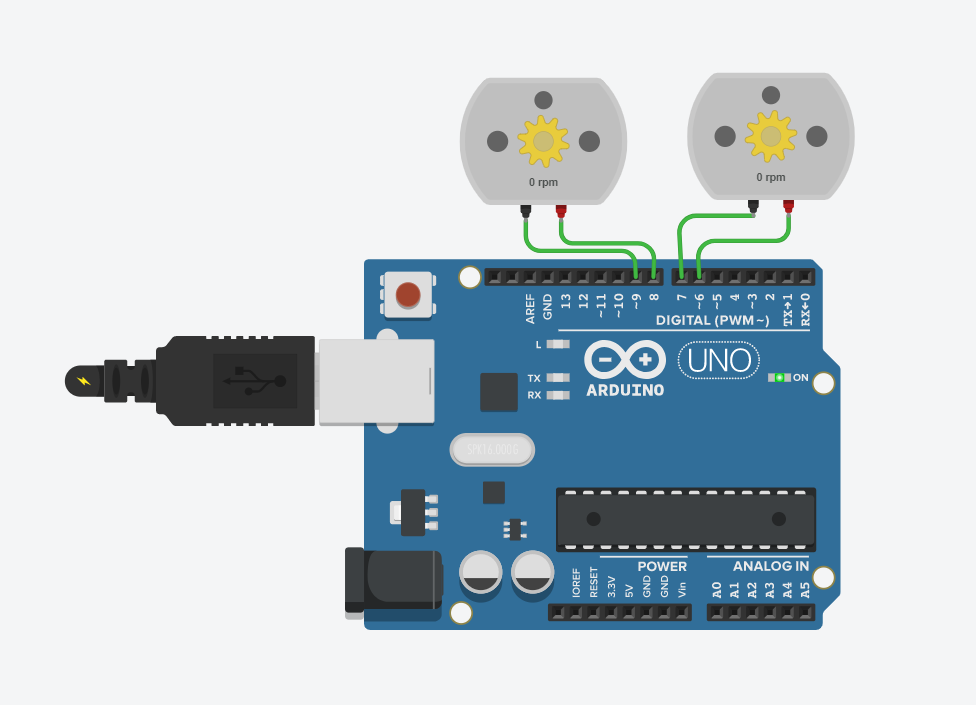 0 rpm
0 rpm
AREF
GND
13
12
~11
~10
~9
8
7
~6
~5
4
~3
2
TX→1
RX←0
DIGITAL (PWM~)
L
TX
RX
ARDUINO
UNO
ON
SPK16.000G
IOREF
RESET
3.3V
5V
GND
GND
Vin
POWER
ANALOG IN
A0
A1
A2
A3
A4
A5